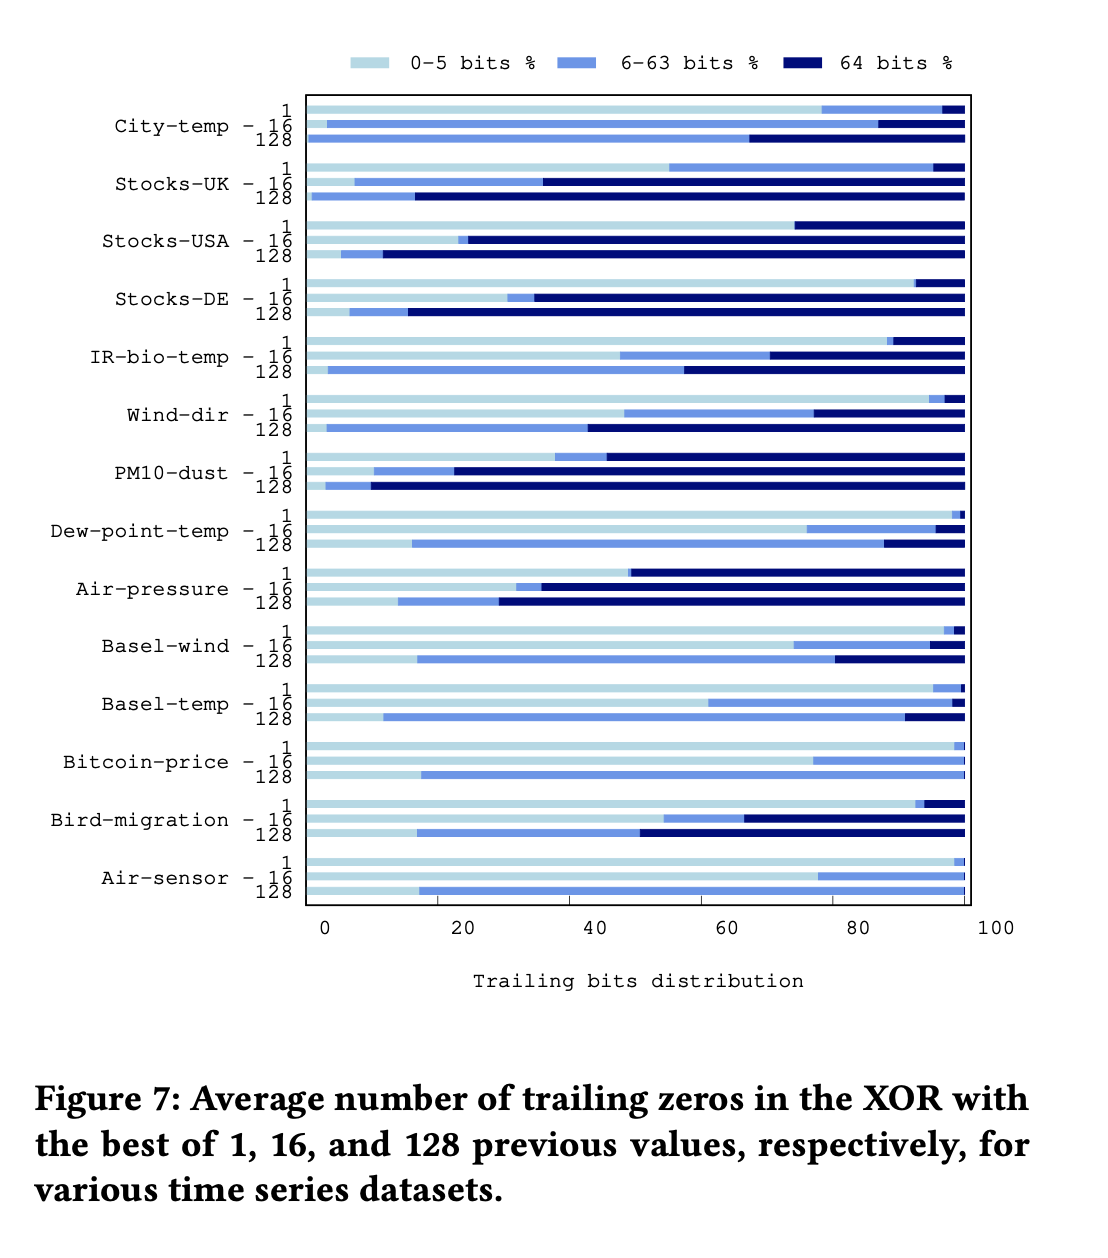 0-5 bits % 6-63 bits % 64 bits %
1
City-temp - 16
128
1
Stocks-UK - 16
128
1
Stocks-USA - 16
128
1
Stocks-DE - 16
128
1
IR-bio-temp - 16
128
1
Wind-dir - 16
128
1
PM10-dust - 16
128
1
Dew-point-temp - 16
128
1
Air-pressure - 16
128
1
Basel-wind - 16
128
1
Basel-temp - 16
128
1
Bitcoin-price - 16
128
1
Bird-migration - 16
128
1
Air-sensor - 16
128
0 20 40 60 80 100
Trailing bits distribution
Figure 7: Average number of trailing zeros in the XOR with
the best of 1, 16, and 128 previous values, respectively, for
various time series datasets.